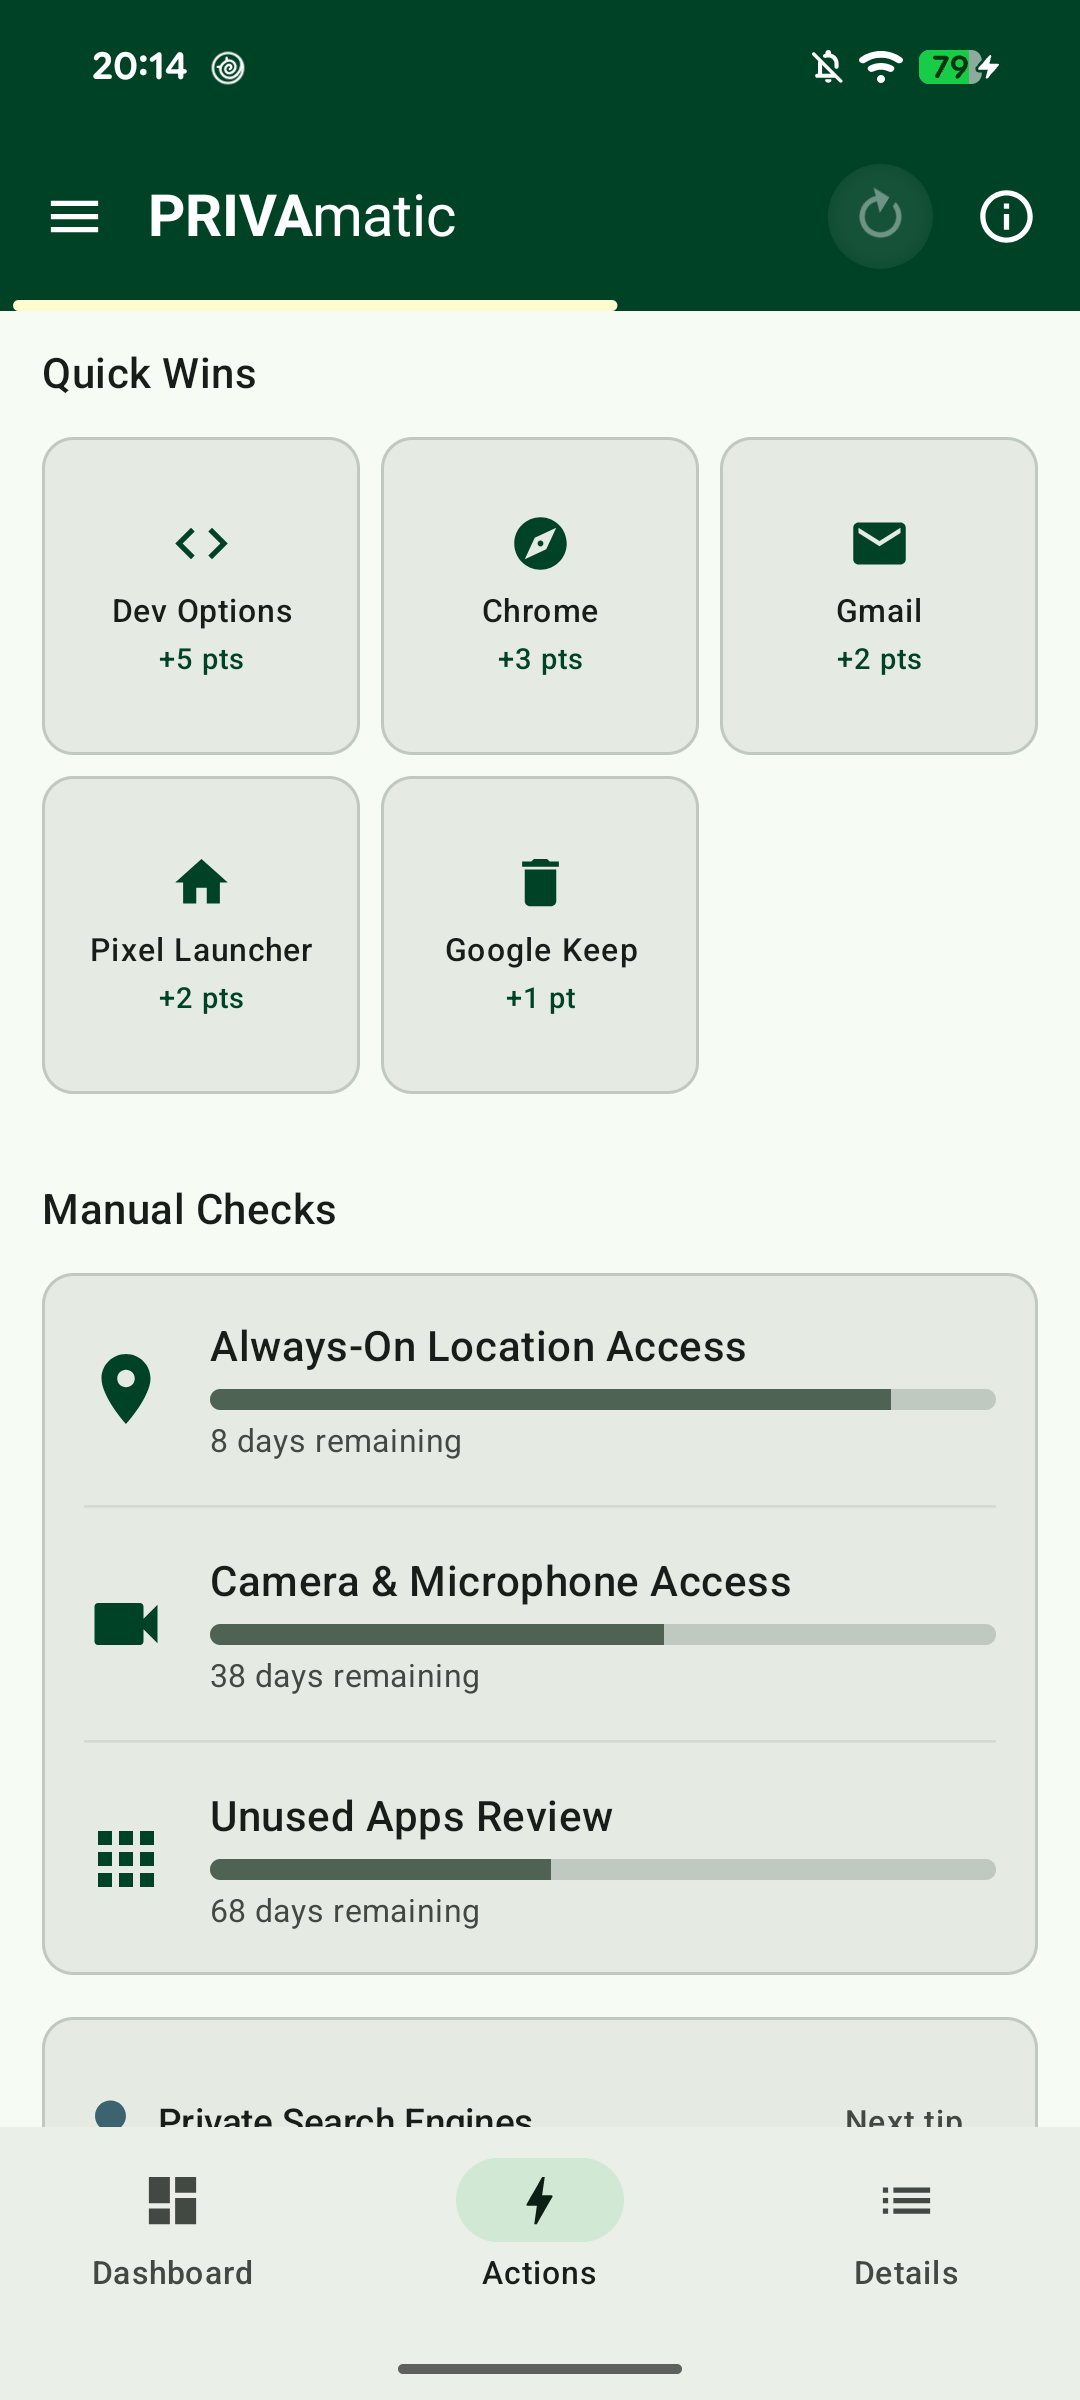 20:14
79
PRIVAmatic
Quick Wins
Dev Options
+5 pts
Chrome
+3 pts
Gmail
+2 pts
Pixel Launcher
+2 pts
Google Keep
+1 pt
Manual Checks
Always-On Location Access
8 days remaining
Camera & Microphone Access
38 days remaining
Unused Apps Review
68 days remaining
Private Search Engines
Next tip
Dashboard
Actions
Details